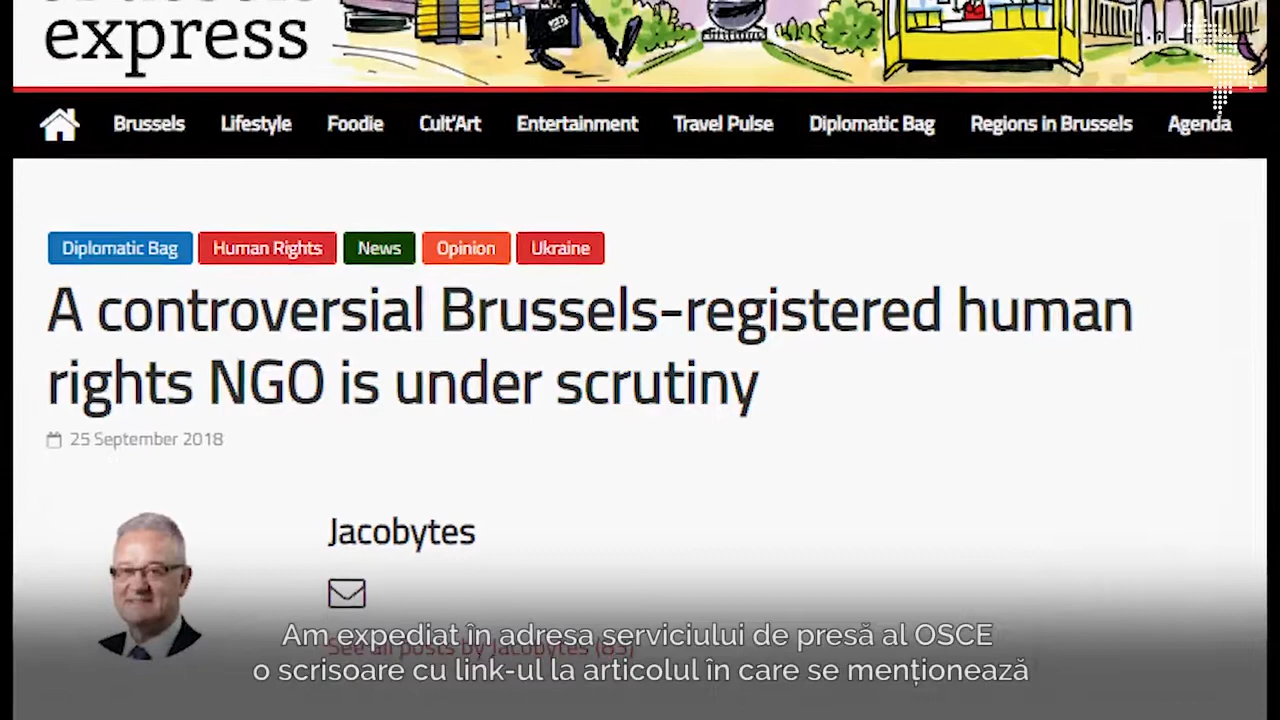 express
Brussels Lifestyle Foodie Cult'Art Entertainment Travel Pulse Diplomatic Bag Regions in Brussels Agenda
Diplomatic Bag Human Rights News Opinion Ukraine
A controversial Brussels-registered human
rights NGO is under scrutiny
25 September 2018
Jacobytes
See all posts by Jacobytes (83)
Am expediat în adresa serviciului de presă al OSCE
o scrisoare cu link-ul la articolul în care se menționează